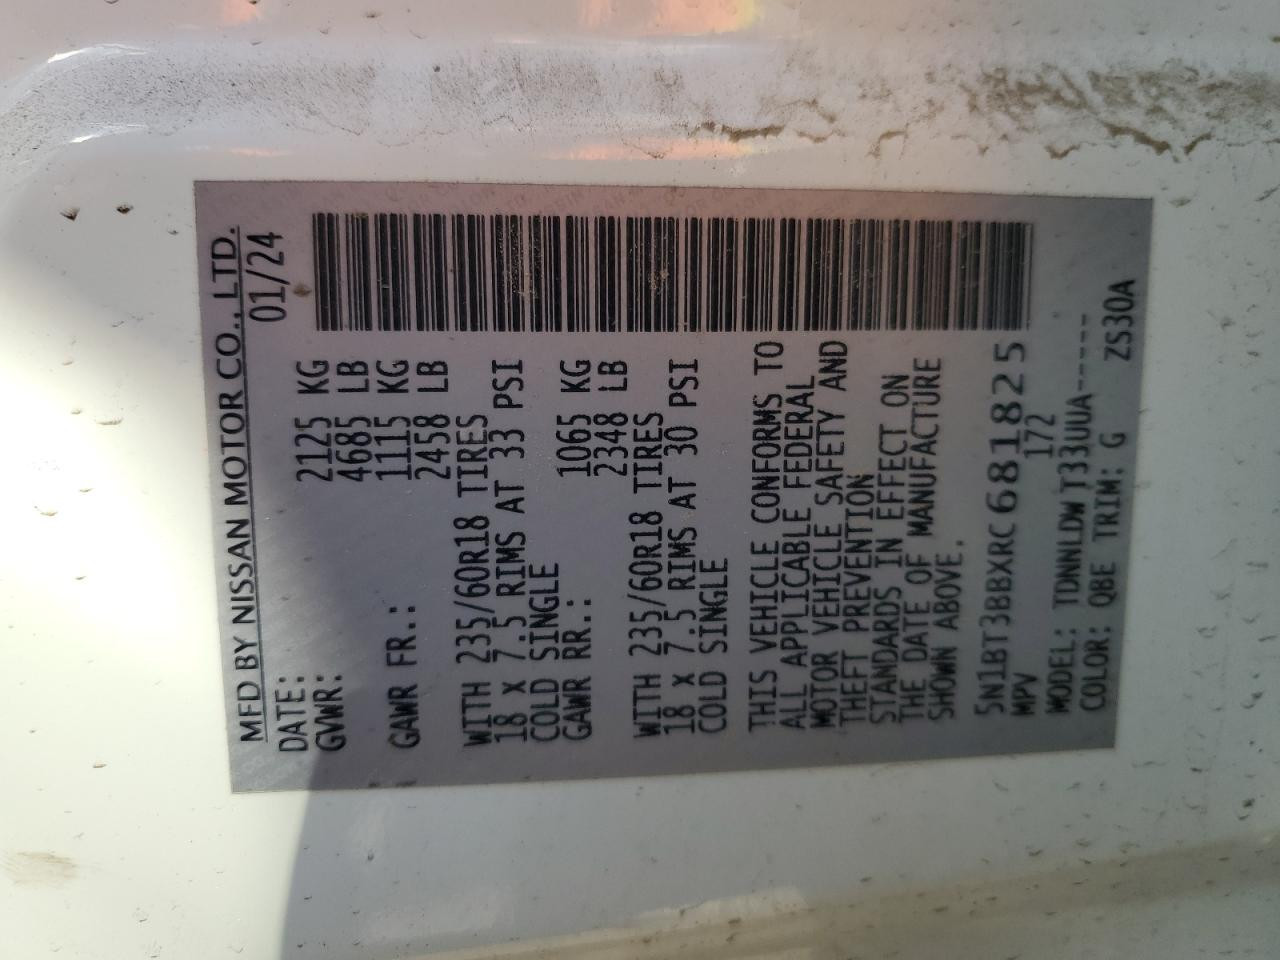 MFD BY NISSAN MOTOR CO., LTD.
DATE: 01/24
GVWR: 2125 KG
4685 LB
GAWR FR.: 1115 KG
2458 LB
WITH 235/60R18 TIRES
18 X 7.5 RIMS AT 33 PSI
COLD SINGLE
GAWR RR.: 1065 KG
2348 LB
WITH 235/60R18 TIRES
18 X 7.5 RIMS AT 30 PSI
COLD SINGLE
THIS VEHICLE CONFORMS TO
ALL APPLICABLE FEDERAL
MOTOR VEHICLE SAFETY AND
THEFT PREVENTION
STANDARDS IN EFFECT ON
THE DATE OF MANUFACTURE
SHOWN ABOVE.
5N1BT3BBXRC681825
MPV 172
MODEL: TDNNLDWT33UUA-----
COLOR: QBE TRIM: G ZS30A